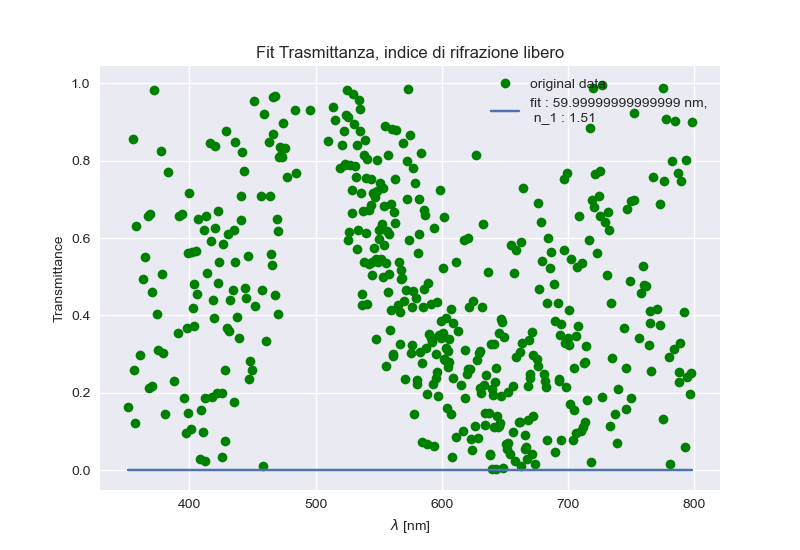 Fit Trasmittanza, indice di rifrazione libero
original data
fit : 59.99999999999999 nm,
n_1 : 1.51
Transmittance
1.0
0.8
0.6
0.4
0.2
0.0
400
500
600
700
800
λ [nm]